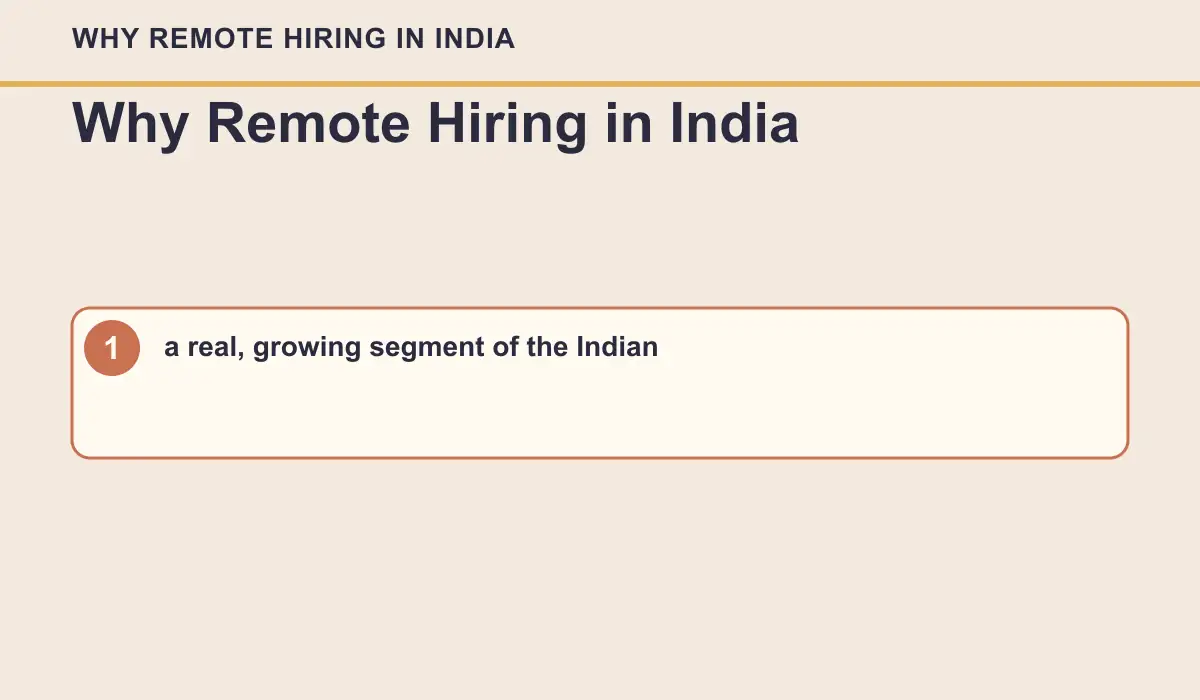 WHY REMOTE HIRING IN INDIA
Why Remote Hiring in India
1 a real, growing segment of the Indian